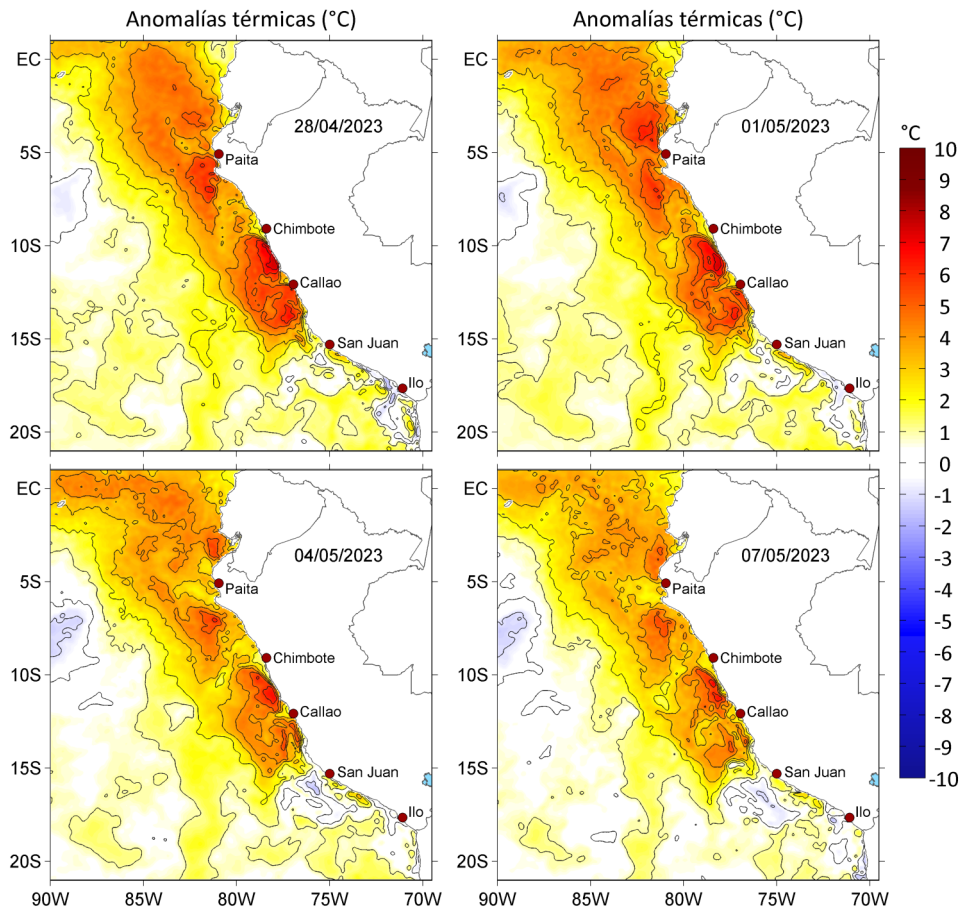 Anomalías térmicas (°C)
Anomalías térmicas (°C)
EC
5S
10S
15S
20S
28/04/2023
Paita
Chimbote
Callao
San Juan
Ilo
01/05/2023
EC
5S
10S
15S
20S
Paita
Chimbote
Callao
San Juan
Ilo
°C
10
9
8
7
6
5
4
3
2
1
0
-1
-2
-3
-4
-5
-6
-7
-8
-9
-10
EC
5S
10S
15S
20S
04/05/2023
Paita
Chimbote
Callao
San Juan
Ilo
90W
85W
80W
75W
70W
EC
5S
10S
15S
20S
07/05/2023
Paita
Chimbote
Callao
San Juan
Ilo
90W
85W
80W
75W
70W